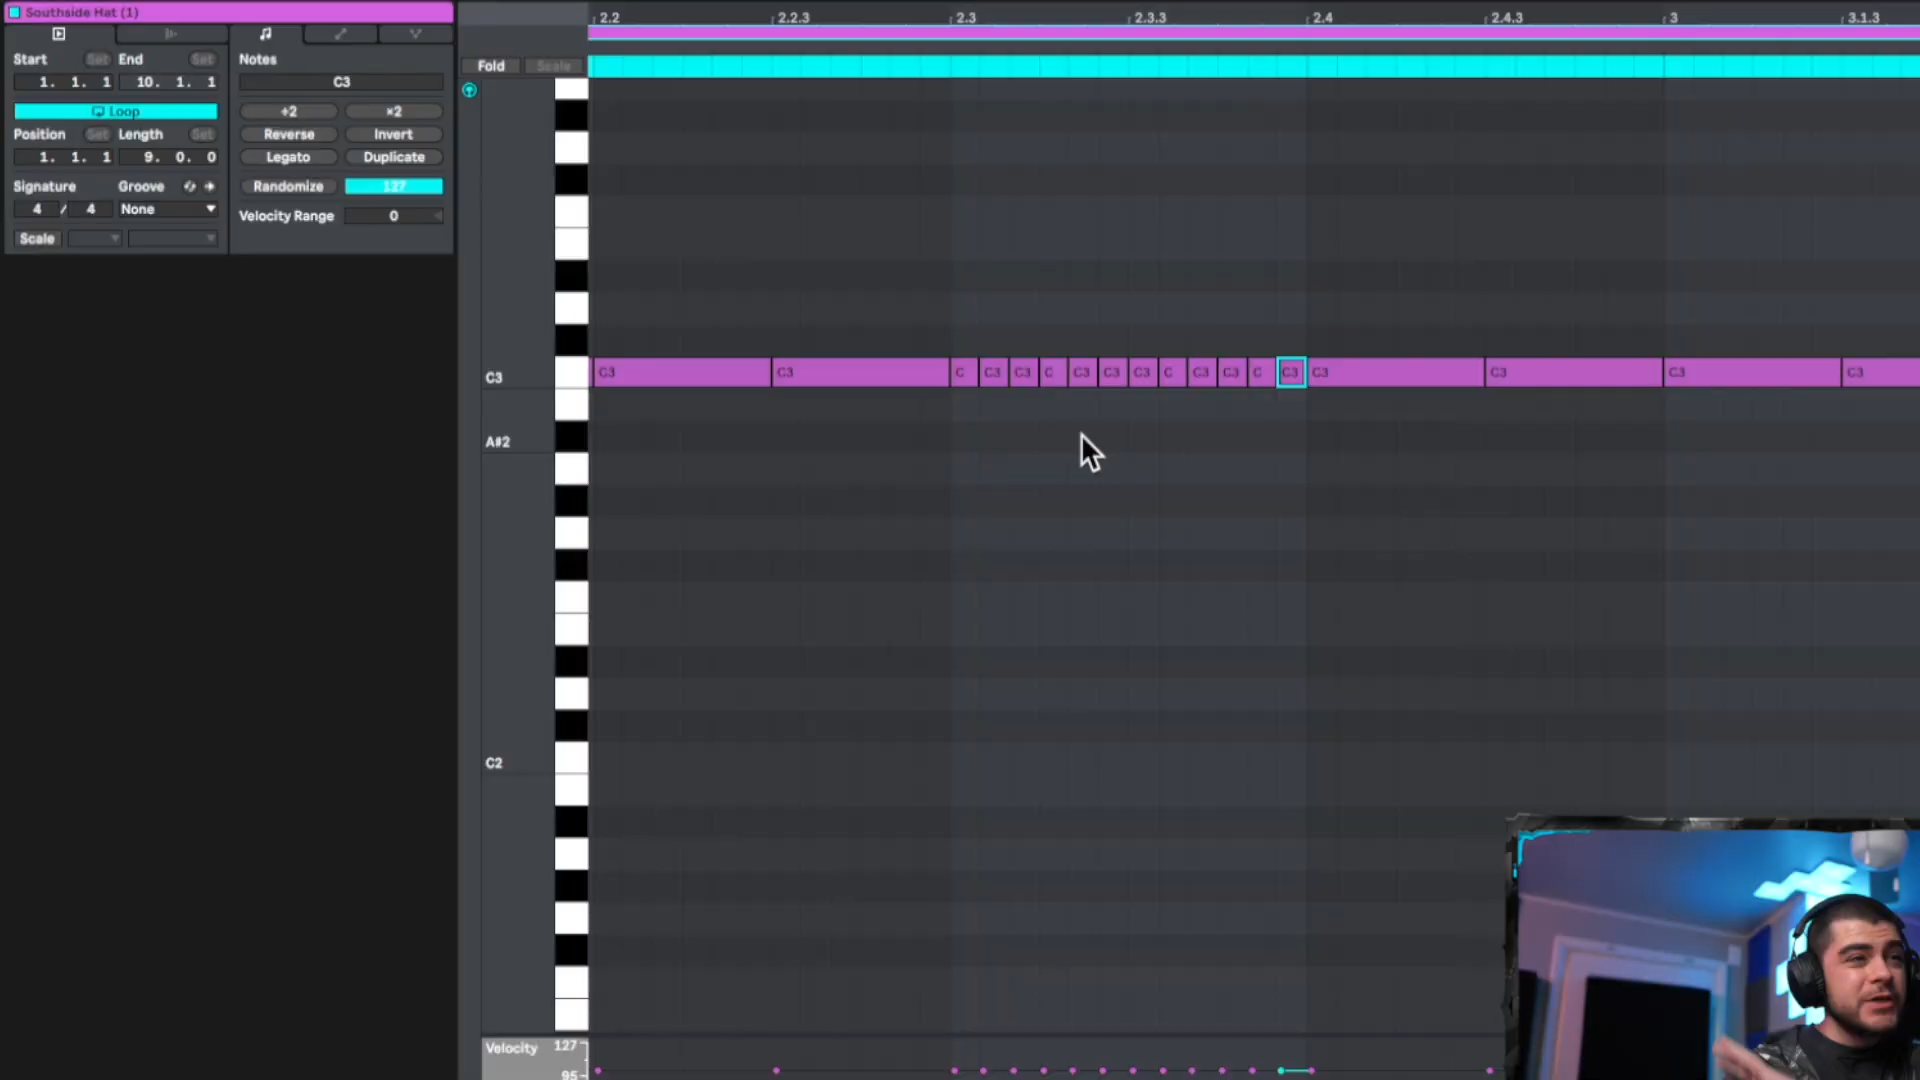 Southside Hat (1)
2.2 2.2.3 2.3 2.3.3 2.4 2.4.3 3 3.1.3
Start Set End Set Notes
1. 1. 1 10. 1. 1 C3
Fold Scale
Loop ÷2 ×2
Position Set Length Set Reverse Invert
1. 1. 1 9. 0. 0 Legato Duplicate
Signature Groove Randomize 127
4 / 4 None Velocity Range 0
Scale
C3 C3 C3 C C3 C3 C C3 C3 C3 C C3 C3 C C3 C3 C3 C3 C3
A#2
C2
Velocity 127
95